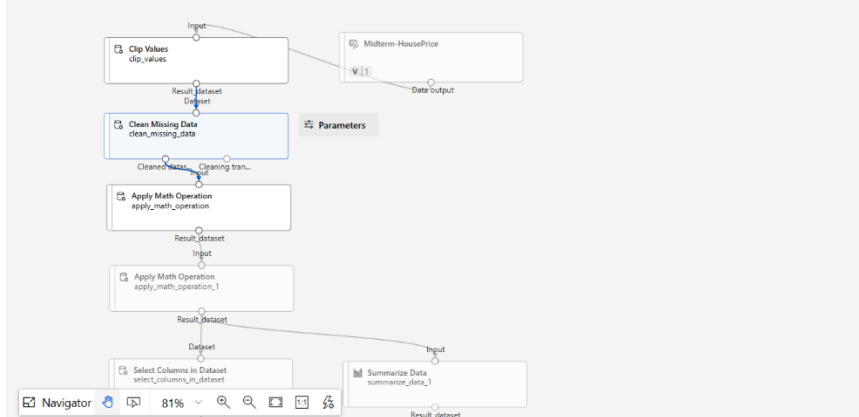 Input
Clip Values
clip_values
Midterm-HousePrice
V 1
Result_dataset
Data output
Dataset
Clean Missing Data
clean_missing_data
Parameters
Cleaned datas... Cleaning tran...
Input
Apply Math Operation
apply_math_operation
Result_dataset
Input
Apply Math Operation
apply_math_operation_1
Result_dataset
Dataset
Input
Select Columns in Dataset
select_columns_in_dataset
Summarize Data
summarize_data_1
Navigator
81%
1:1
Result_dataset